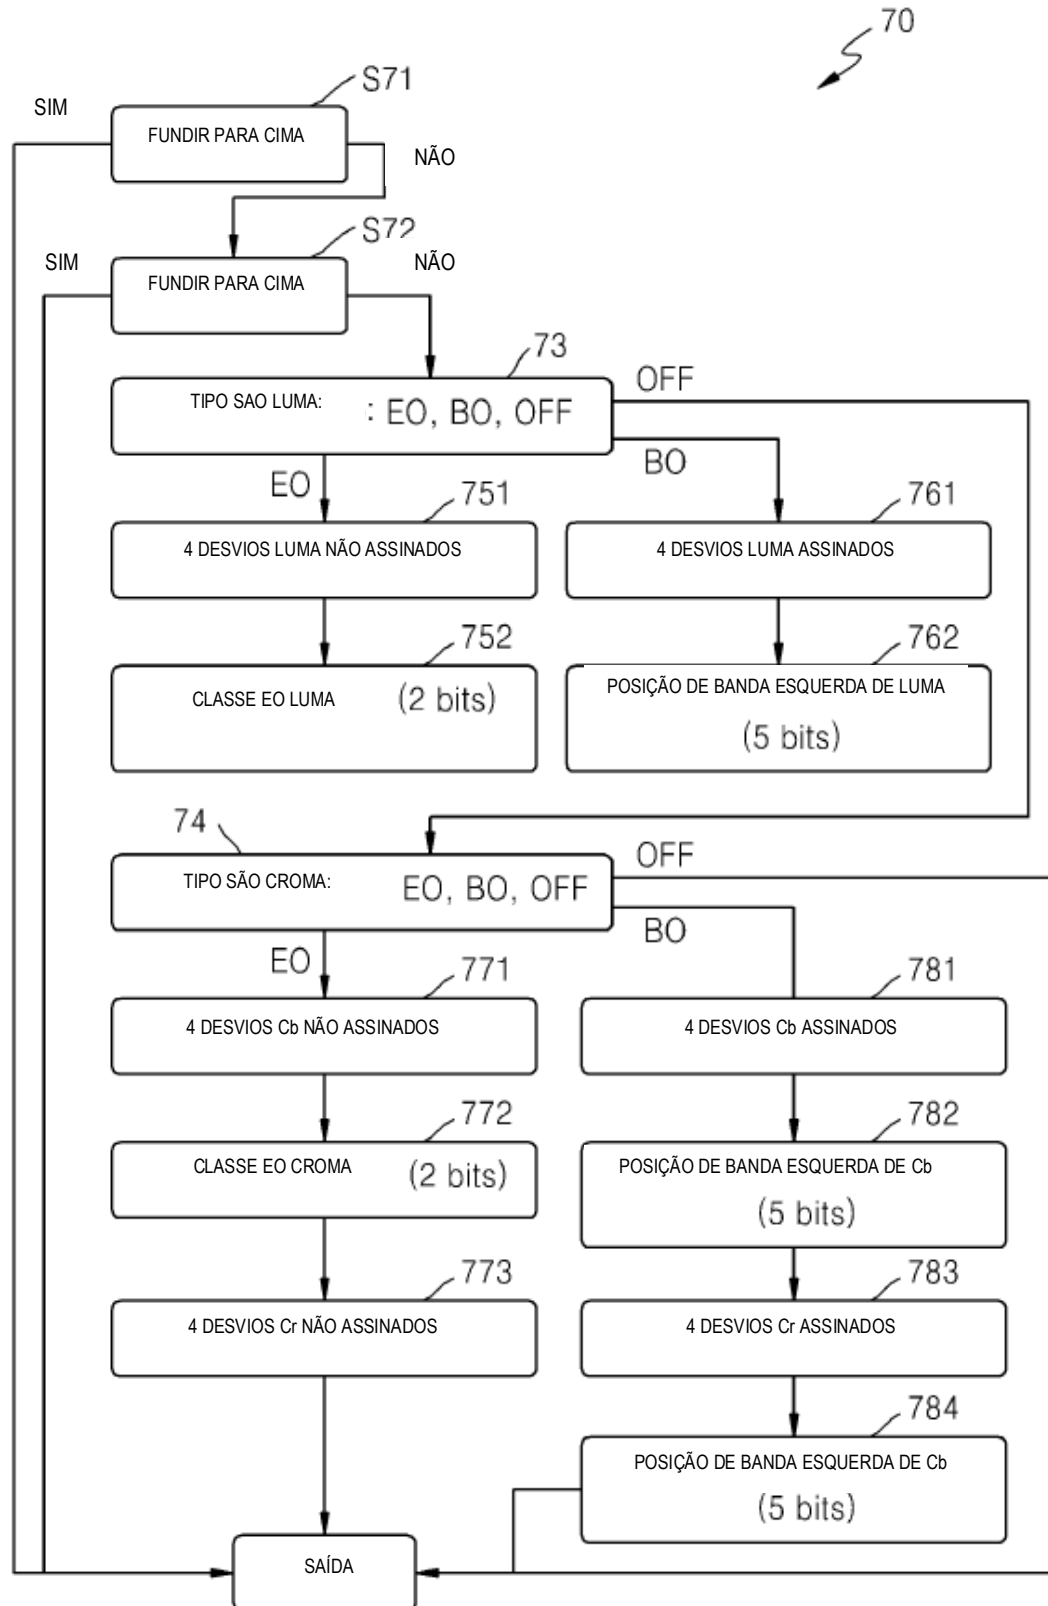 70
S71
SIM
FUNDIR PARA CIMA
NÃO
S72
SIM
FUNDIR PARA CIMA
NÃO
73
TIPO SAO LUMA: : EO, BO, OFF
OFF
BO
EO
751
4 DESVIOS LUMA NÃO ASSINADOS
761
4 DESVIOS LUMA ASSINADOS
752
CLASSE EO LUMA (2 bits)
762
POSIÇÃO DE BANDA ESQUERDA DE LUMA
(5 bits)
74
TIPO SÃO CROMA: EO, BO, OFF
OFF
BO
EO
771
4 DESVIOS Cb NÃO ASSINADOS
781
4 DESVIOS Cb ASSINADOS
772
CLASSE EO CROMA (2 bits)
782
POSIÇÃO DE BANDA ESQUERDA DE Cb
(5 bits)
773
4 DESVIOS Cr NÃO ASSINADOS
783
4 DESVIOS Cr ASSINADOS
784
POSIÇÃO DE BANDA ESQUERDA DE Cb
(5 bits)
SAÍDA